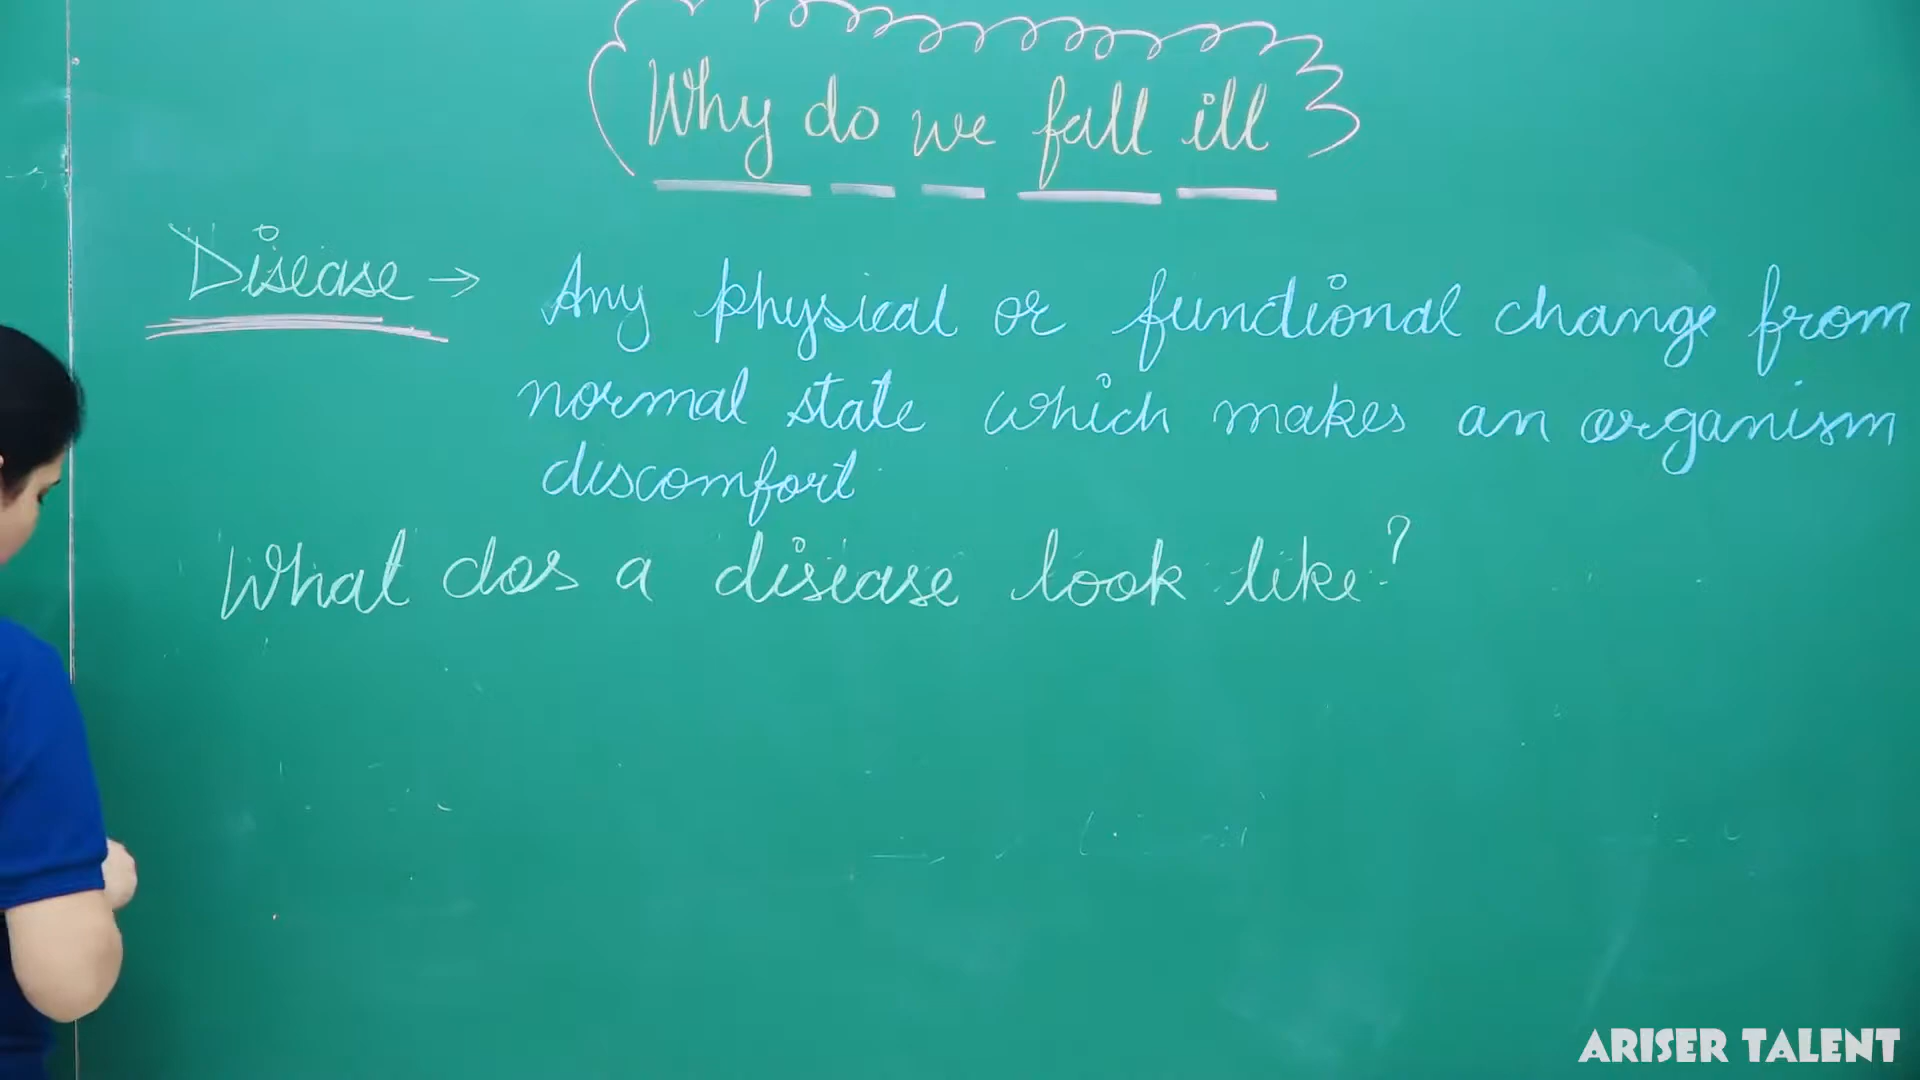 Why do we fall ill
Disease → Any physical or functional change from
normal state which makes an organism
discomfort
What dos a disease look like?
ARISER TALENT